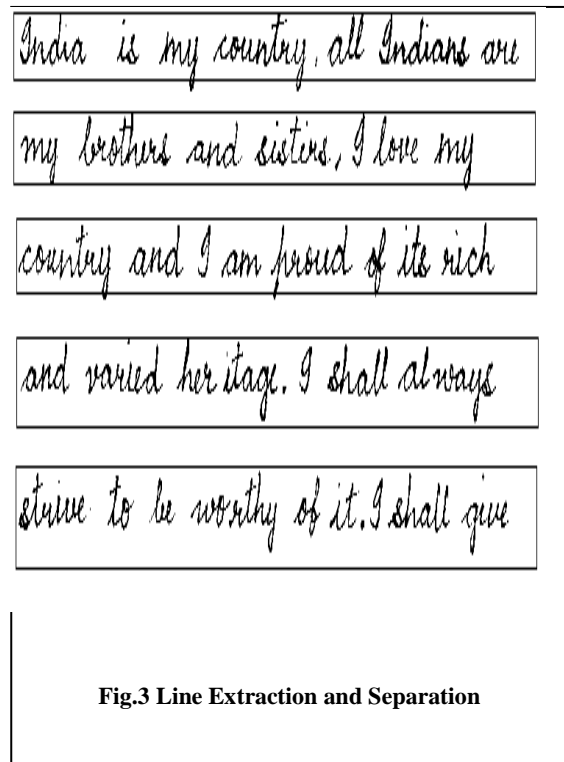 India is my country, all Indians are
my brothers and sisters, I love my
country and I am proud of its rich
and varied heritage. I shall always
strive to be worthy of it. I shall give
Fig.3 Line Extraction and Separation